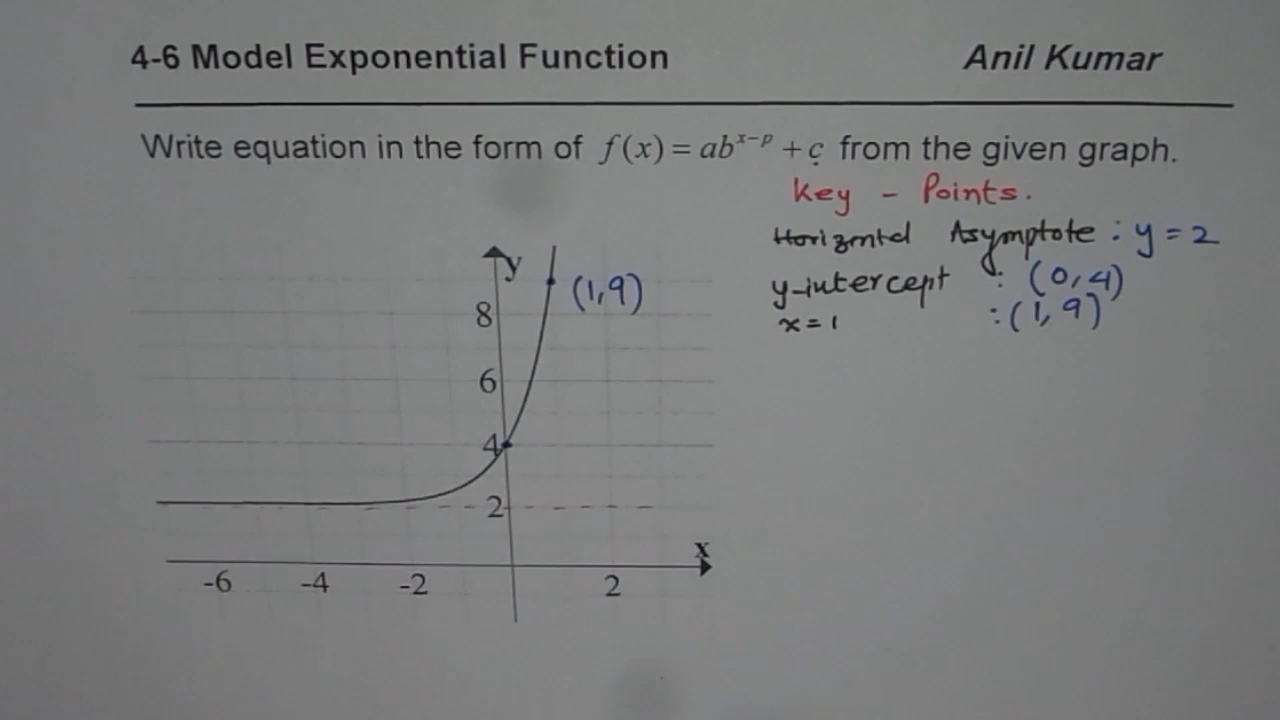 4-6 Model Exponential Function Anil Kumar
Write equation in the form of f(x) = ab^{x-p} + c from the given graph.
Key - Points.
Horizontal Asymptote : y = 2
y-intercept : (0,4)
x = 1 : (1, 9)
y
(1,9)
8
6
4
2
x
-6 -4 -2 2